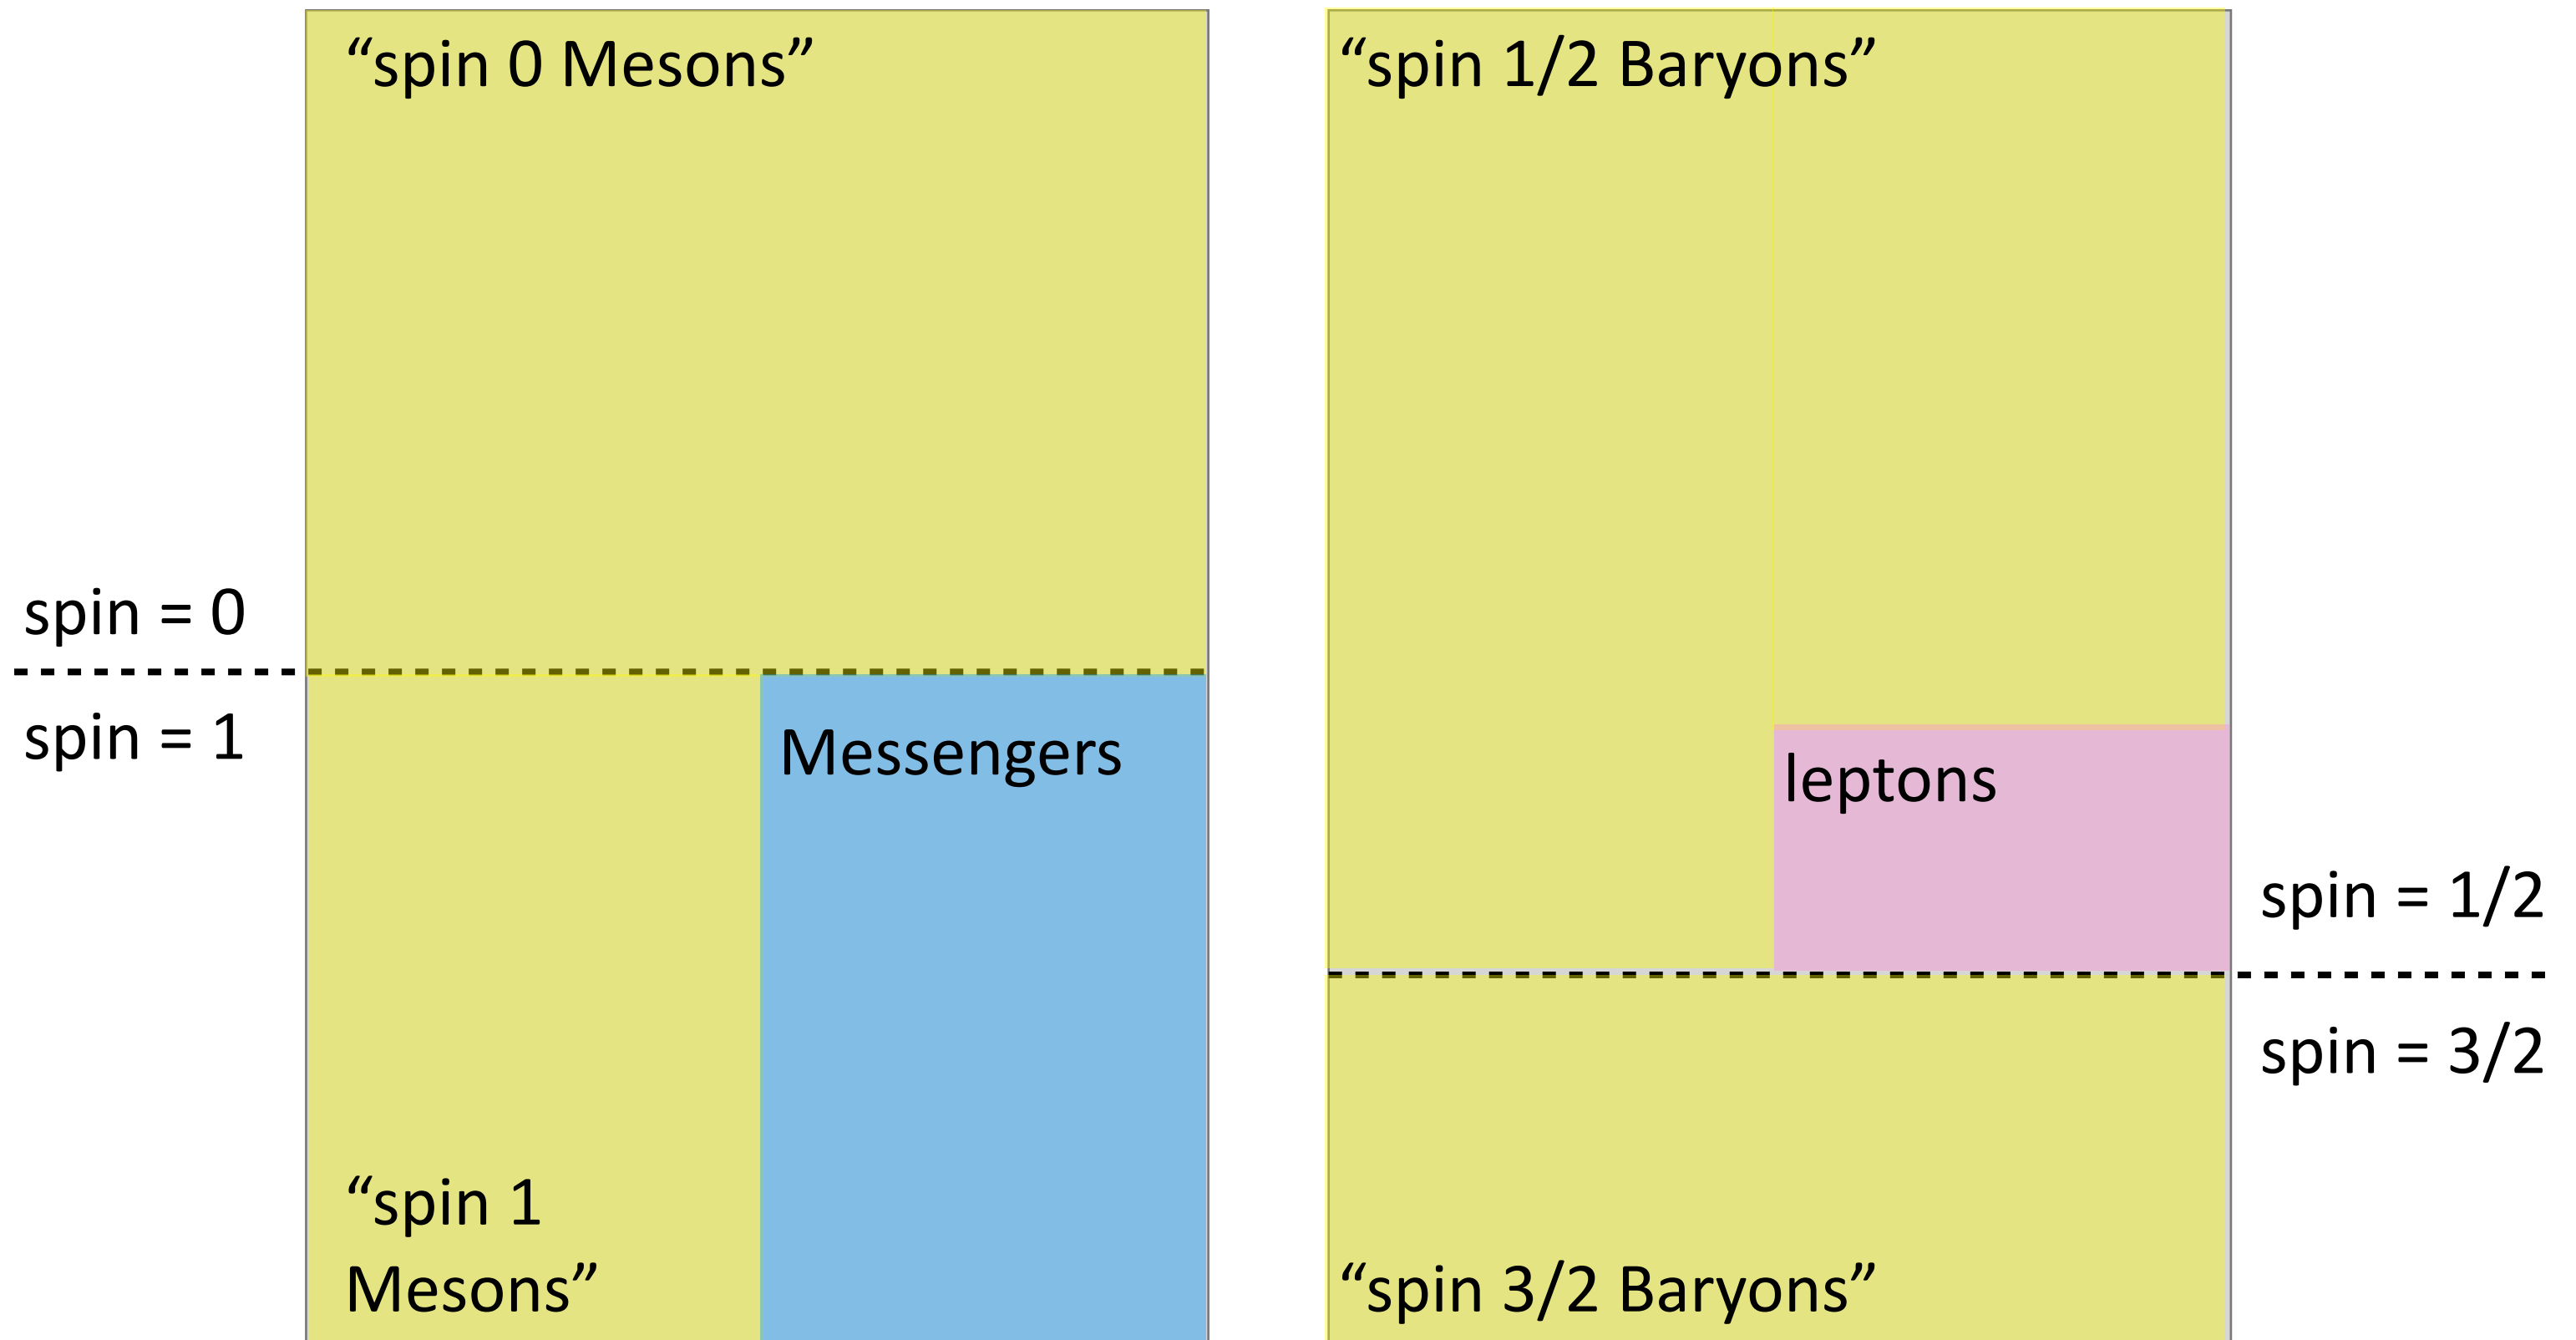 “spin 0 Mesons”
“spin 1/2 Baryons”
spin = 0
spin = 1
Messengers
leptons
spin = 1/2
spin = 3/2
“spin 1
Mesons”
“spin 3/2 Baryons”